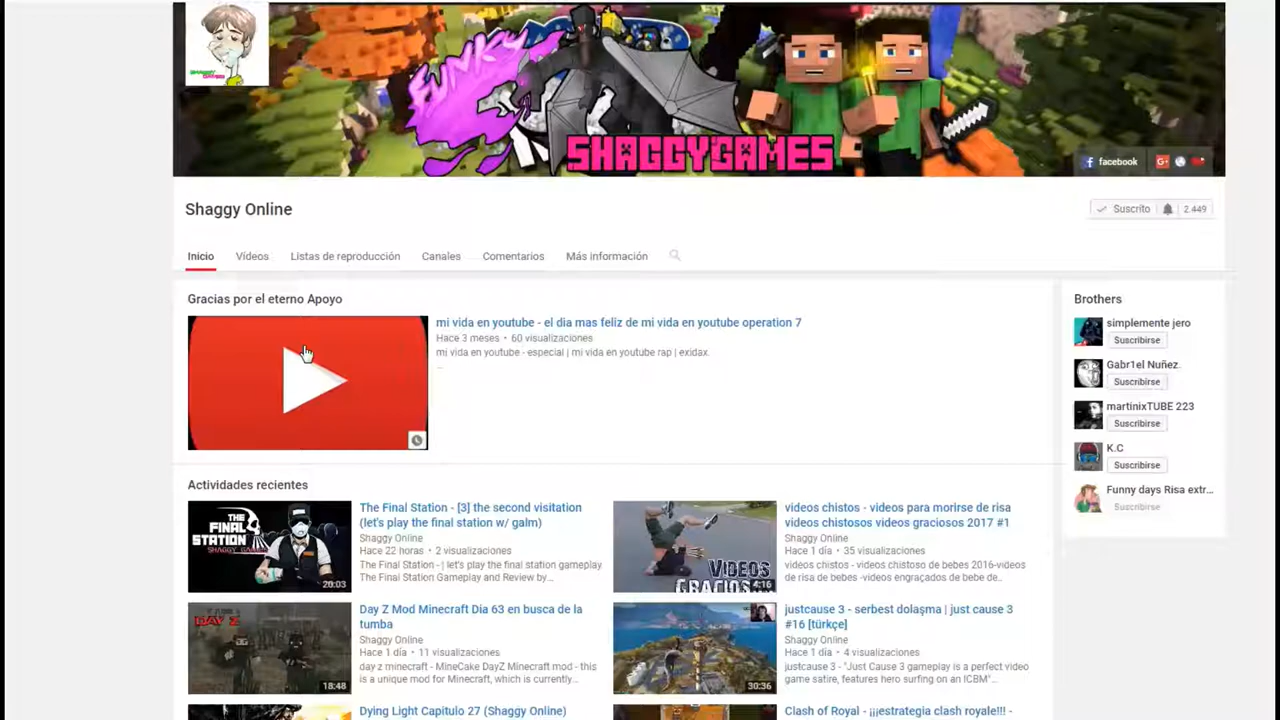 SHAGGYGAMES
facebook
Shaggy Online
Suscrito 2.449
Inicio Vídeos Listas de reproducción Canales Comentarios Más información
Gracias por el eterno Apoyo
mi vida en youtube - el dia mas feliz de mi vida en youtube operation 7
Hace 3 meses • 60 visualizaciones
mi vida en youtube - especial | mi vida en youtube rap | exidax.
...
Brothers
simplemente jero
Suscribirse
Gabr1el Nuñez.
Suscribirse
martinixTUBE 223
Suscribirse
K.C
Suscribirse
Funny days Risa extr...
Suscribirse
Actividades recientes
THE FINAL STATION
SHAGGY GAMES
20:03
The Final Station - [3] the second visitation
(let's play the final station w/ galm)
Shaggy Online
Hace 22 horas • 2 visualizaciones
The Final Station - | let's play the final station gameplay
The Final Station Gameplay and Review by...
VIDEOS
GRACIOS
4:16
videos chistos - videos para morirse de risa
videos chistosos videos graciosos 2017 #1
Shaggy Online
Hace 1 día • 35 visualizaciones
videos chistos - videos chistoso de bebes 2016-videos
de risa de bebes -videos engraçados de bebe de...
DAY Z
18:48
Day Z Mod Minecraft Dia 63 en busca de la
tumba
Shaggy Online
Hace 1 día • 11 visualizaciones
day z minecraft - MineCake DayZ Minecraft mod - this
is a unique mod for Minecraft, which is currently...
30:36
justcause 3 - serbest dolaşma | just cause 3
#16 [türkçe]
Shaggy Online
Hace 1 día • 4 visualizaciones
justcause 3 - "Just Cause 3 gameplay is a perfect video
game satire, features hero surfing on an ICBM"...
Dying Light Capitulo 27 (Shaggy Online)
Clash of Royal - ¡¡¡estrategia clash royale!!! -